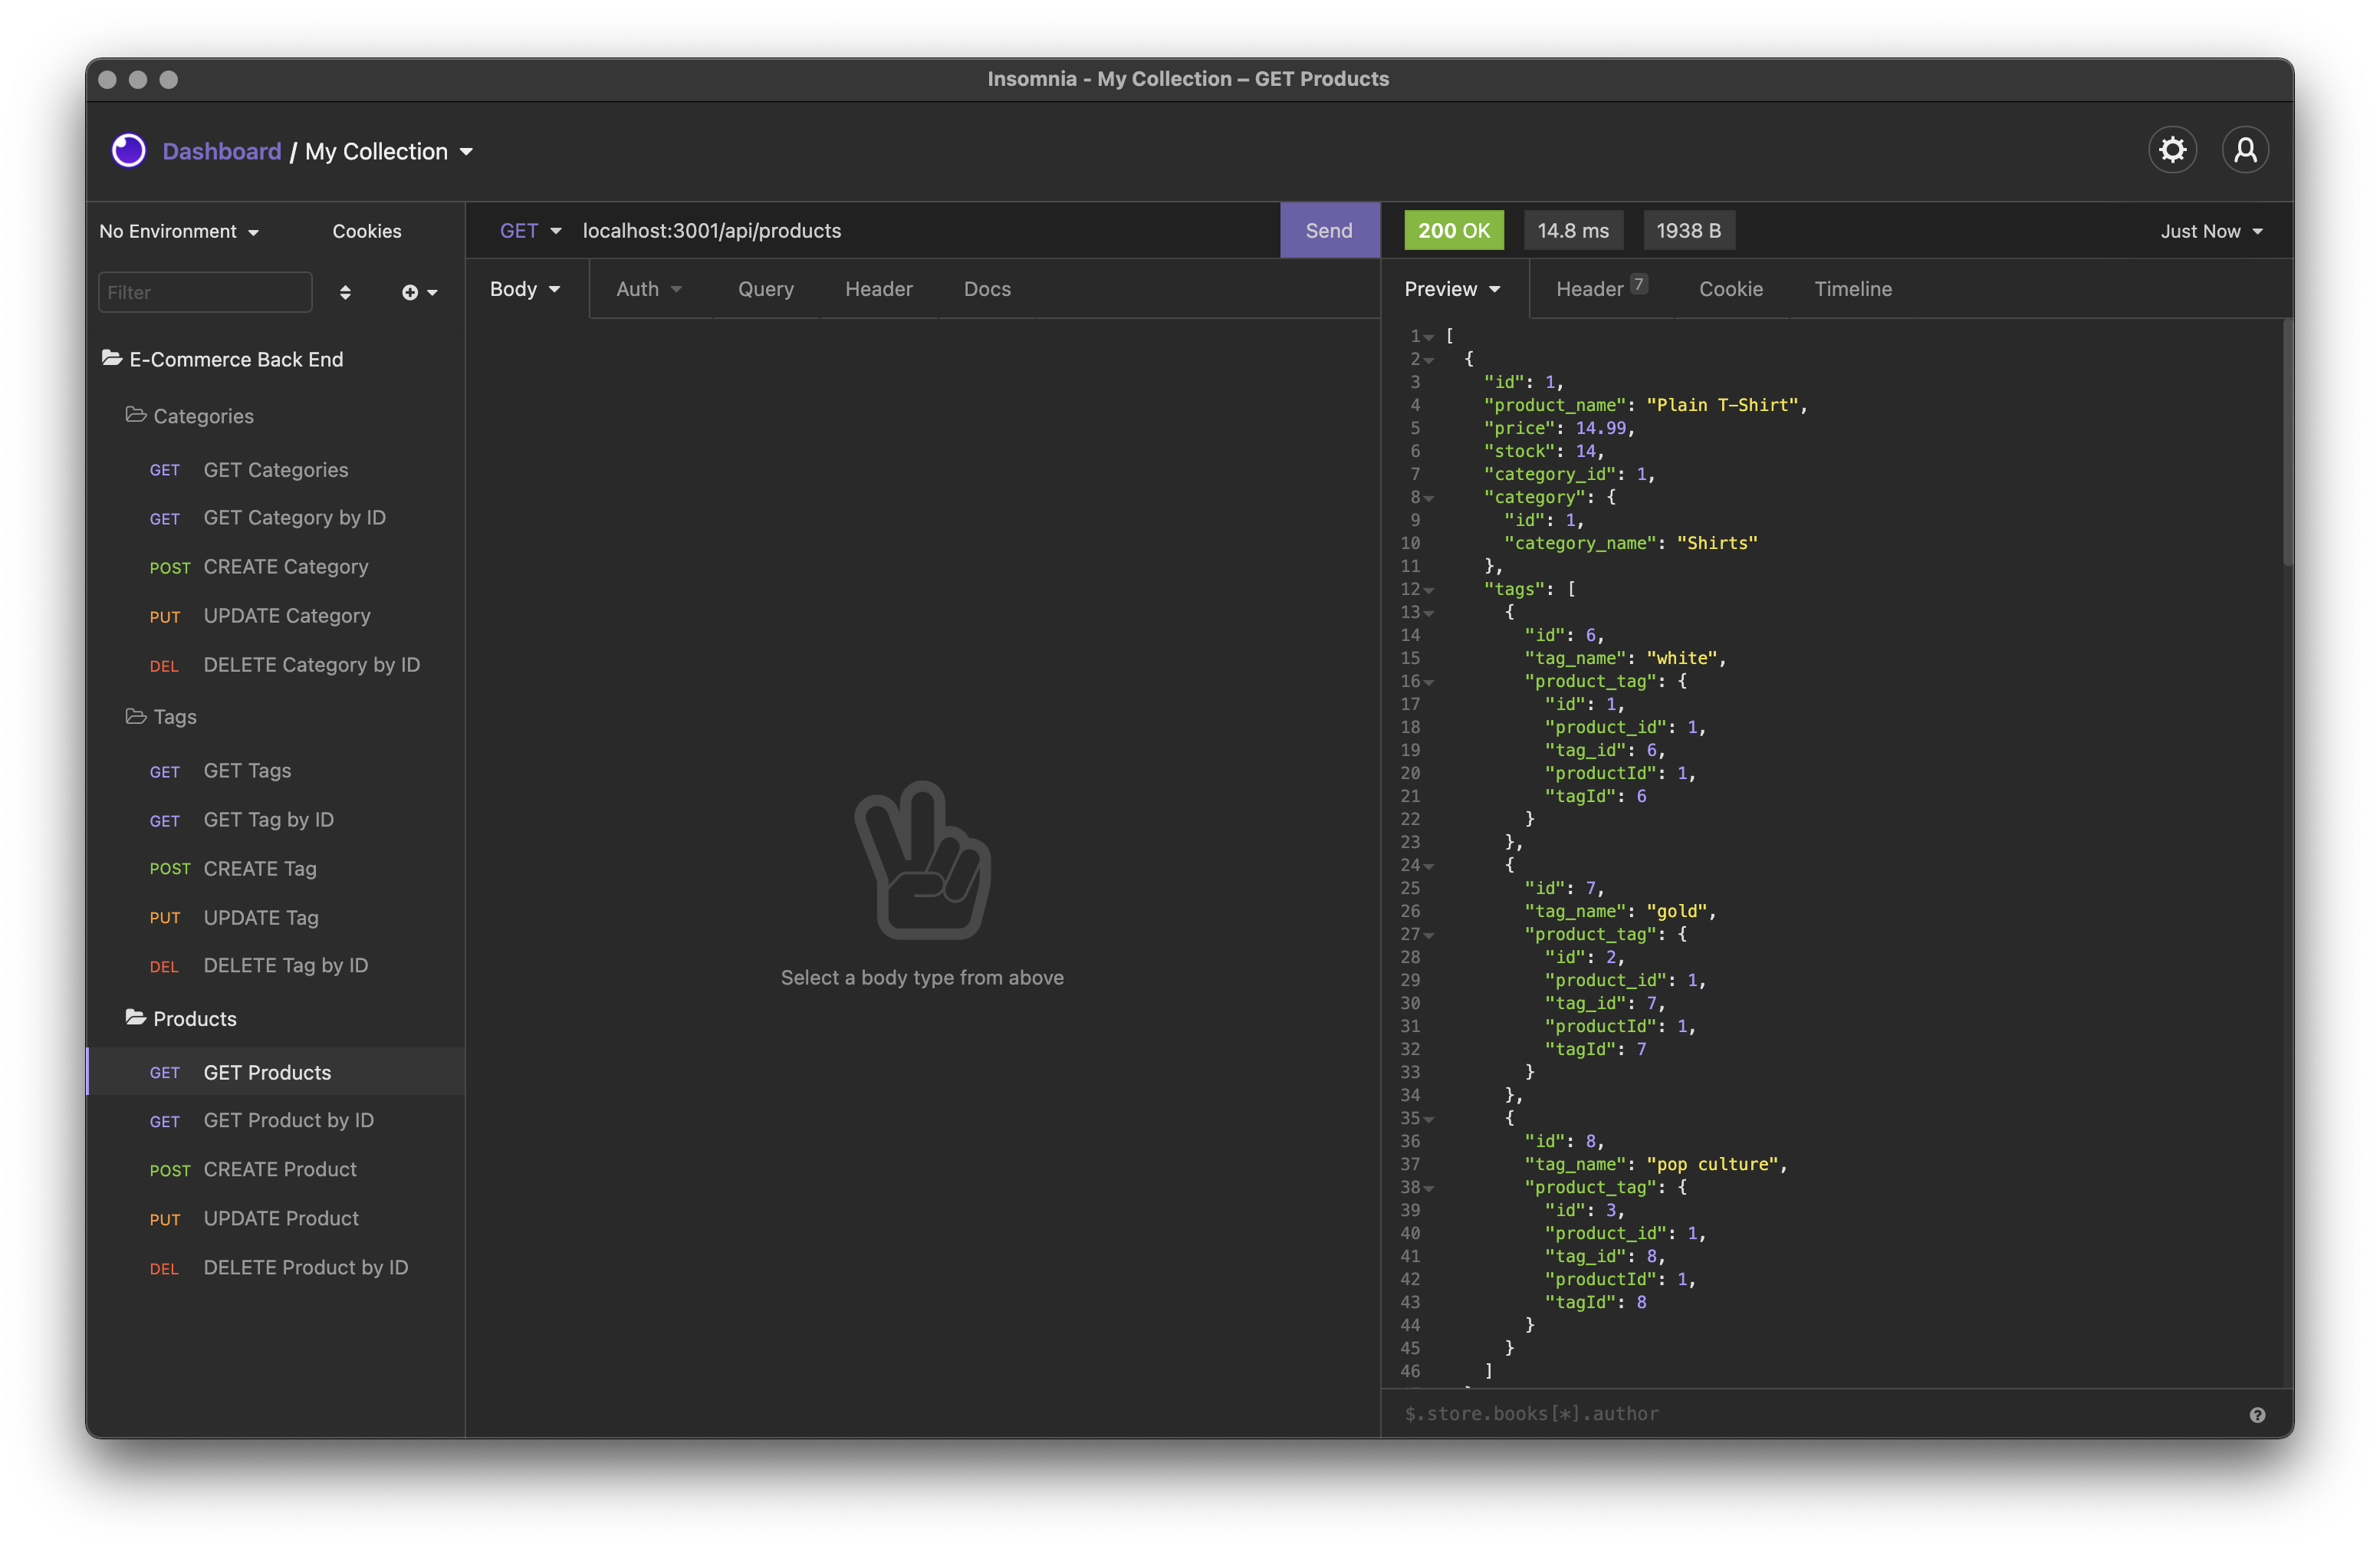 Insomnia - My Collection – GET Products
Dashboard / My Collection
No Environment Cookies
Filter
E-Commerce Back End
Categories
GET GET Categories
GET GET Category by ID
POST CREATE Category
PUT UPDATE Category
DEL DELETE Category by ID
Tags
GET GET Tags
GET GET Tag by ID
POST CREATE Tag
PUT UPDATE Tag
DEL DELETE Tag by ID
Products
GET GET Products
GET GET Product by ID
POST CREATE Product
PUT UPDATE Product
DEL DELETE Product by ID
GET localhost:3001/api/products Send
Body Auth Query Header Docs
Select a body type from above
200 OK 14.8 ms 1938 B Just Now
Preview Header 7 Cookie Timeline
1 [
2 {
3 "id": 1,
4 "product_name": "Plain T-Shirt",
5 "price": 14.99,
6 "stock": 14,
7 "category_id": 1,
8 "category": {
9 "id": 1,
10 "category_name": "Shirts"
11 },
12 "tags": [
13 {
14 "id": 6,
15 "tag_name": "white",
16 "product_tag": {
17 "id": 1,
18 "product_id": 1,
19 "tag_id": 6,
20 "productId": 1,
21 "tagId": 6
22 }
23 },
24 {
25 "id": 7,
26 "tag_name": "gold",
27 "product_tag": {
28 "id": 2,
29 "product_id": 1,
30 "tag_id": 7,
31 "productId": 1,
32 "tagId": 7
33 }
34 },
35 {
36 "id": 8,
37 "tag_name": "pop culture",
38 "product_tag": {
39 "id": 3,
40 "product_id": 1,
41 "tag_id": 8,
42 "productId": 1,
43 "tagId": 8
44 }
45 }
46 ]
$.store.books[*].author